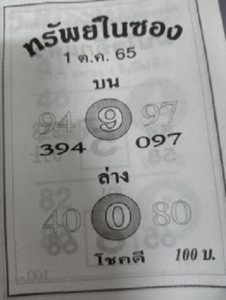 ทรัพย์ในซอง
1 ต.ค. 65
บน
94 9 97
394 097
ล่าง
40 0 80
โชคดี 100 บ.